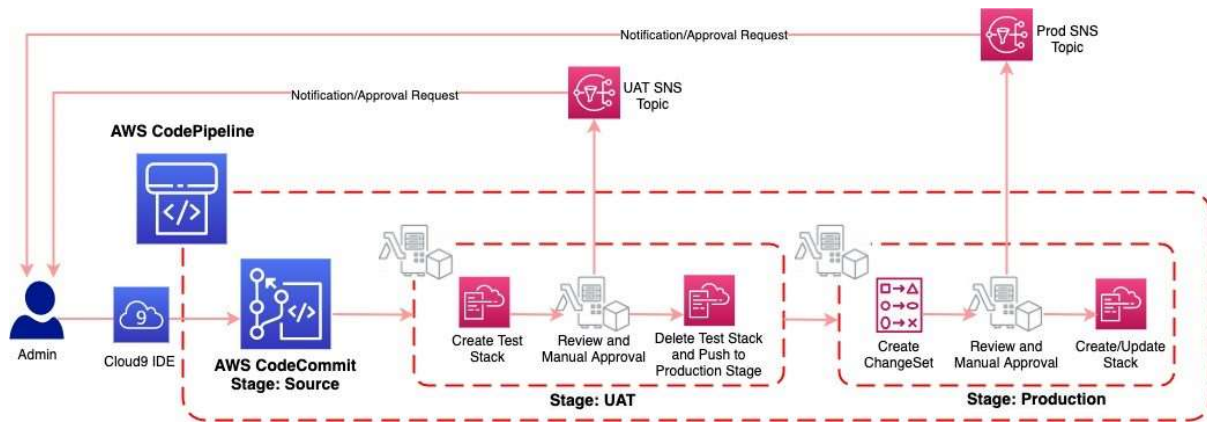 Prod SNS
Topic
Notification/Approval Request
UAT SNS
Topic
Notification/Approval Request
AWS CodePipeline
Admin
9
Cloud9 IDE
AWS CodeCommit
Stage: Source
Create Test
Stack
Review and
Manual Approval
Delete Test Stack
and Push to
Production Stage
Stage: UAT
Create
ChangeSet
Review and
Manual Approval
Create/Update
Stack
Stage: Production